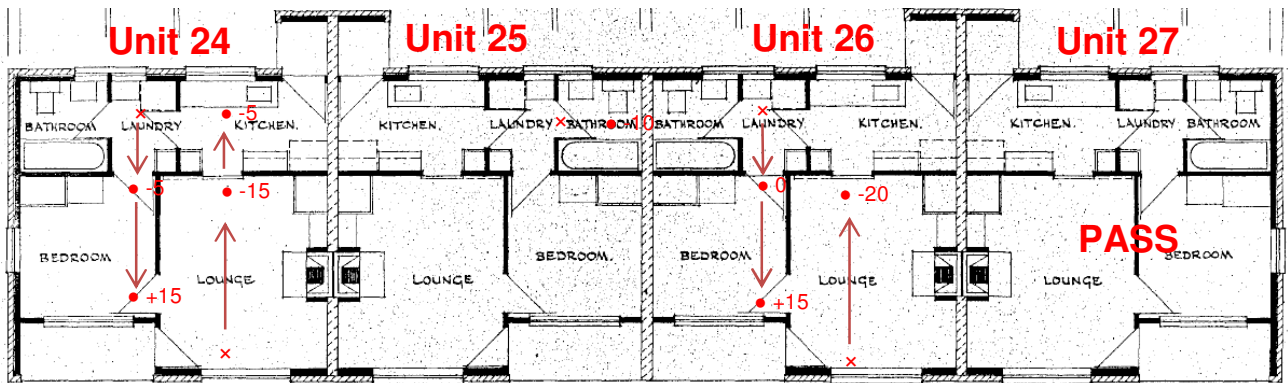 Unit 24
Unit 25
Unit 26
Unit 27
BATHROOM
LAUNDRY
-5
KITCHEN.
KITCHEN.
LAUNDRY
BATHROOM
-10
BATHROOM
LAUNDRY
KITCHEN.
KITCHEN.
LAUNDRY
BATHROOM
-5
-15
0
-20
BEDROOM
LOUNGE
LOUNGE
BEDROOM.
BEDROOM
LOUNGE
LOUNGE
PASS
BEDROOM.
+15
+15